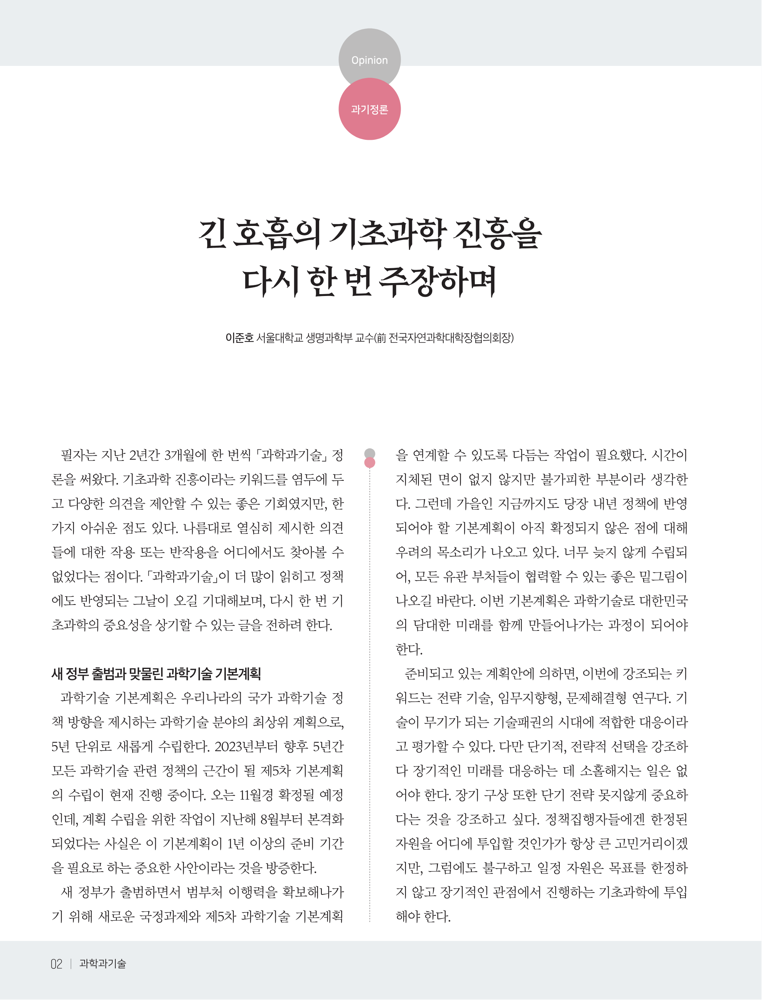 Opinion
과기정론
긴 호흡의 기초과학 진흥을
다시 한 번 주장하며
이준호 서울대학교 생명과학부 교수(前 전국자연과학대학장협의회장)
필자는 지난 2년간 3개월에 한 번씩 「과학과기술」 정
론을 써왔다. 기초과학 진흥이라는 키워드를 염두에 두
고 다양한 의견을 제안할 수 있는 좋은 기회였지만, 한
가지 아쉬운 점도 있다. 나름대로 열심히 제시한 의견
들에 대한 작용 또는 반작용을 어디에서도 찾아볼 수
없었다는 점이다. 「과학과기술」이 더 많이 읽히고 정책
에도 반영되는 그날이 오길 기대해보며, 다시 한 번 기
초과학의 중요성을 상기할 수 있는 글을 전하려 한다.
새 정부 출범과 맞물린 과학기술 기본계획
과학기술 기본계획은 우리나라의 국가 과학기술 정
책 방향을 제시하는 과학기술 분야의 최상위 계획으로,
5년 단위로 새롭게 수립한다. 2023년부터 향후 5년간
모든 과학기술 관련 정책의 근간이 될 제5차 기본계획
의 수립이 현재 진행 중이다. 오는 11월경 확정될 예정
인데, 계획 수립을 위한 작업이 지난해 8월부터 본격화
되었다는 사실은 이 기본계획이 1년 이상의 준비 기간
을 필요로 하는 중요한 사안이라는 것을 방증한다.
새 정부가 출범하면서 범부처 이행력을 확보해나가
기 위해 새로운 국정과제와 제5차 과학기술 기본계획
을 연계할 수 있도록 다듬는 작업이 필요했다. 시간이
지체된 면이 없지 않지만 불가피한 부분이라 생각한
다. 그런데 가을인 지금까지도 당장 내년 정책에 반영
되어야 할 기본계획이 아직 확정되지 않은 점에 대해
우려의 목소리가 나오고 있다. 너무 늦지 않게 수립되
어, 모든 유관 부처들이 협력할 수 있는 좋은 밑그림이
나오길 바란다. 이번 기본계획은 과학기술로 대한민국
의 담대한 미래를 함께 만들어나가는 과정이 되어야
한다.
준비되고 있는 계획안에 의하면, 이번에 강조되는 키
워드는 전략 기술, 임무지향형, 문제해결형 연구다. 기
술이 무기가 되는 기술패권의 시대에 적합한 대응이라
고 평가할 수 있다. 다만 단기적, 전략적 선택을 강조하
다 장기적인 미래를 대응하는 데 소홀해지는 일은 없
어야 한다. 장기 구상 또한 단기 전략 못지않게 중요하
다는 것을 강조하고 싶다. 정책집행자들에겐 한정된
자원을 어디에 투입할 것인가가 항상 큰 고민거리이겠
지만, 그럼에도 불구하고 일정 자원은 목표를 한정하
지 않고 장기적인 관점에서 진행하는 기초과학에 투입
해야 한다.
02 | 과학과기술